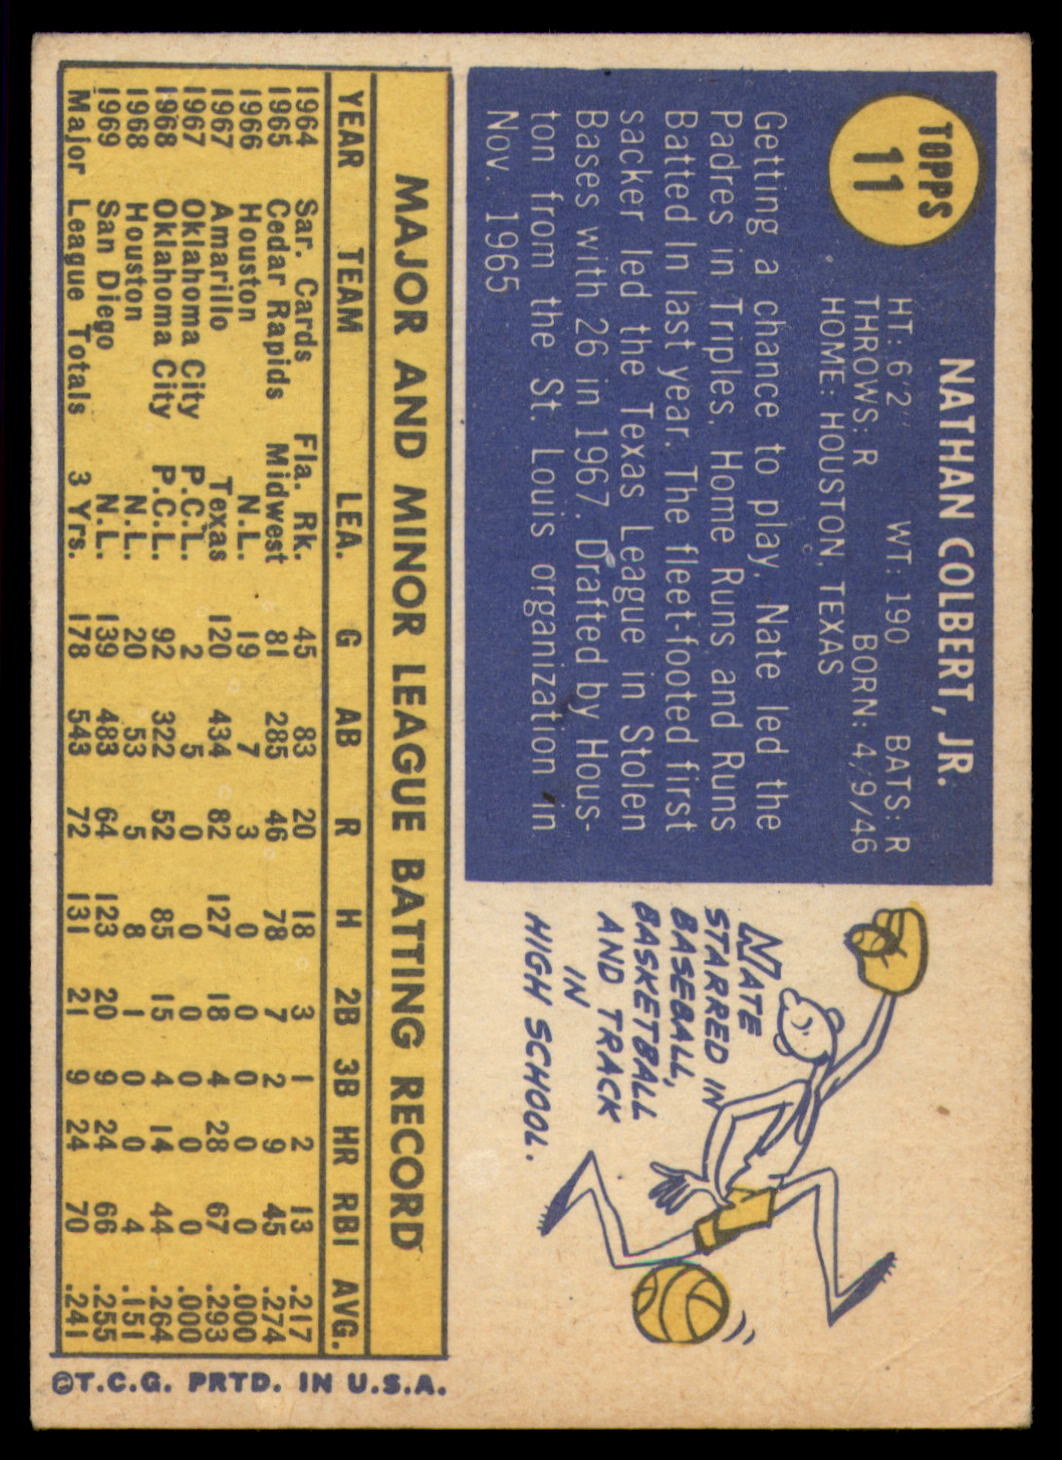 TOPPS
11
NATHAN COLBERT, JR.
HT: 6'2" WT: 190 BATS: R
THROWS: R BORN: 4/9/46
HOME: HOUSTON, TEXAS
Getting a chance to play, Nate led the
Padres in Triples, Home Runs and Runs
Batted In last year. The fleet-footed first
sacker led the Texas League in Stolen
Bases with 26 in 1967. Drafted by Hous-
ton from the St. Louis organization in
Nov. 1965
NATE
STARRED IN
BASEBALL,
BASKETBALL
AND TRACK
IN
HIGH SCHOOL.
MAJOR AND MINOR LEAGUE BATTING RECORD
YEAR TEAM LEA. G AB R H 2B 3B HR RBI AVG.
1964 Sar. Cards Fla. Rk. 45 83 20 18 3 1 2 13 .217
1965 Cedar Rapids Midwest 81 285 46 78 7 2 9 45 .274
1966 Houston N.L. 19 7 3 0 0 0 0 0 .000
1967 Amarillo Texas 120 434 82 127 18 4 28 67 .293
1967 Oklahoma City P.C.L. 2 5 0 0 0 0 0 0 .000
1968 Oklahoma City P.C.L. 92 322 52 85 15 4 14 44 .264
1968 Houston N.L. 20 53 5 8 1 0 0 4 .151
1969 San Diego N.L. 139 483 64 123 20 9 24 66 .255
Major League Totals 3 Yrs. 178 543 72 131 21 9 24 70 .241
©T.C.G. PRTD. IN U.S.A.